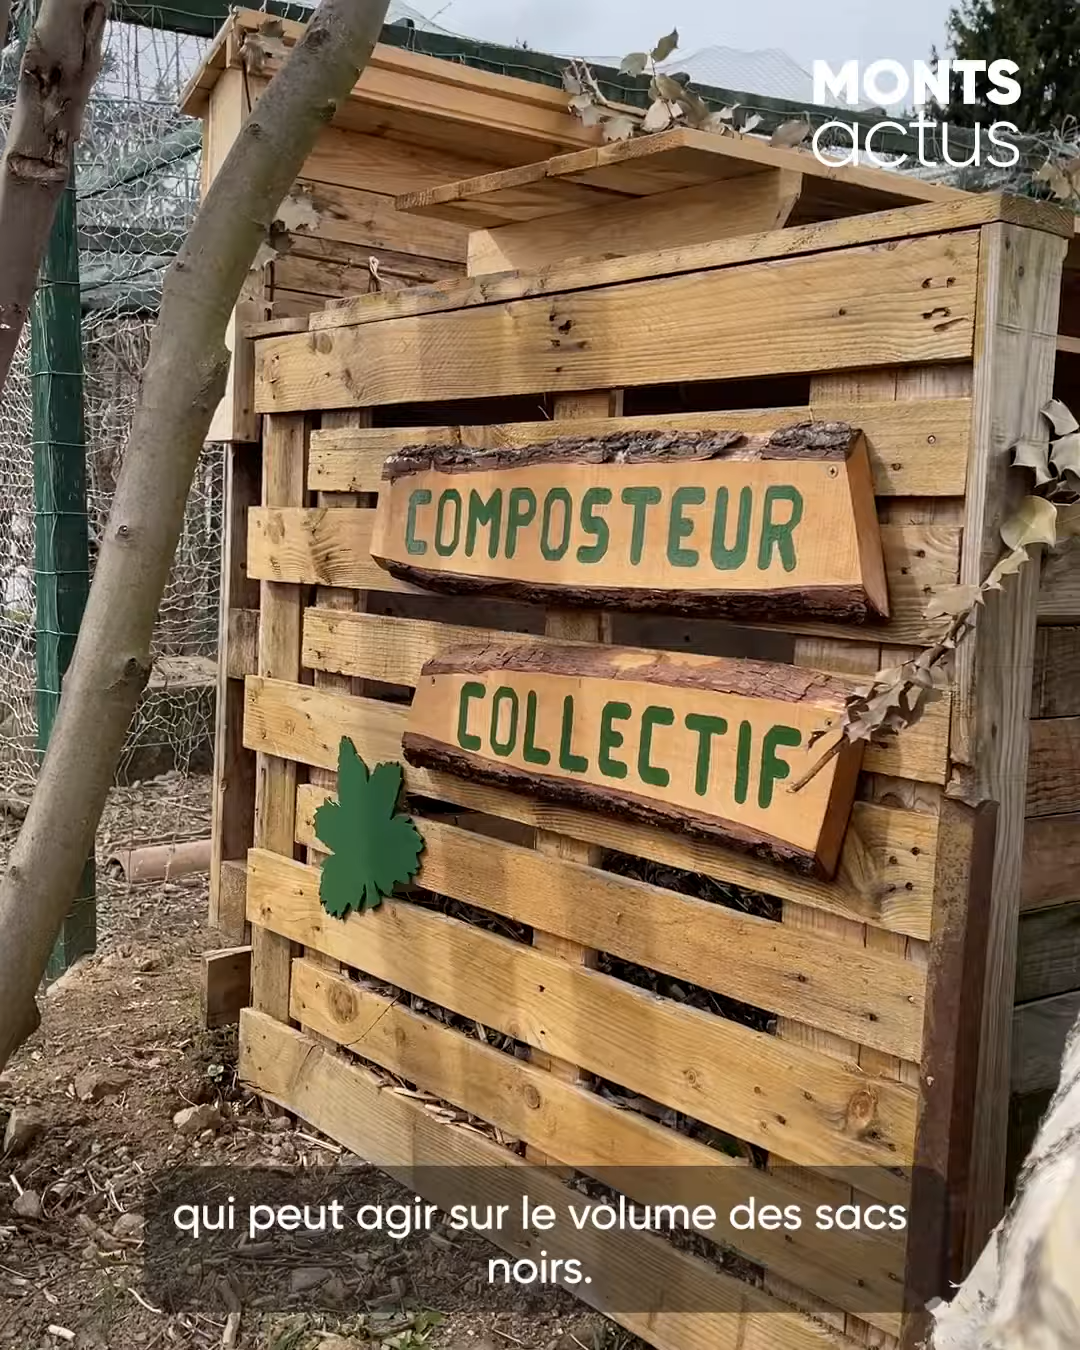 MONTS
actus
COMPOSTEUR
COLLECTIF
qui peut agir sur le volume des sacs
noirs.